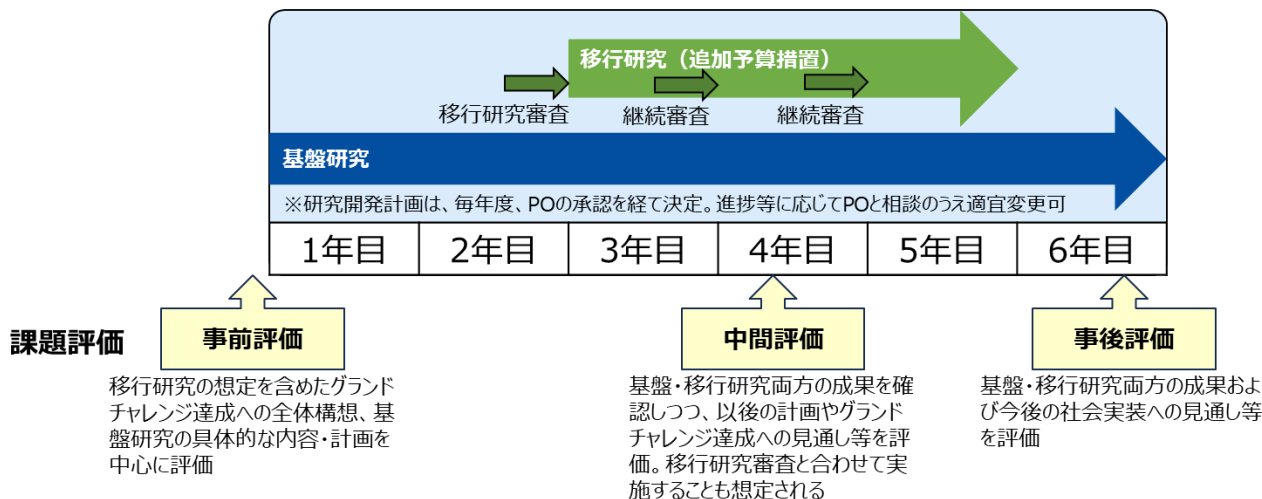 移行研究（追加予算措置）
移行研究審査
継続審査
継続審査
基盤研究
※研究開発計画は、毎年度、POの承認を経て決定。進捗等に応じてPOと相談のうえ適宜変更可
1年目
2年目
3年目
4年目
5年目
6年目
課題評価
事前評価
移行研究の想定を含めたグランド
チャレンジ達成への全体構想、基
盤研究の具体的な内容・計画を
中心に評価
中間評価
基盤・移行研究両方の成果を確
認しつつ、以後の計画やグランド
チャレンジ達成への見通し等を評
価。移行研究審査と合わせて実
施することも想定される
事後評価
基盤・移行研究両方の成果およ
び今後の社会実装への見通し等
を評価